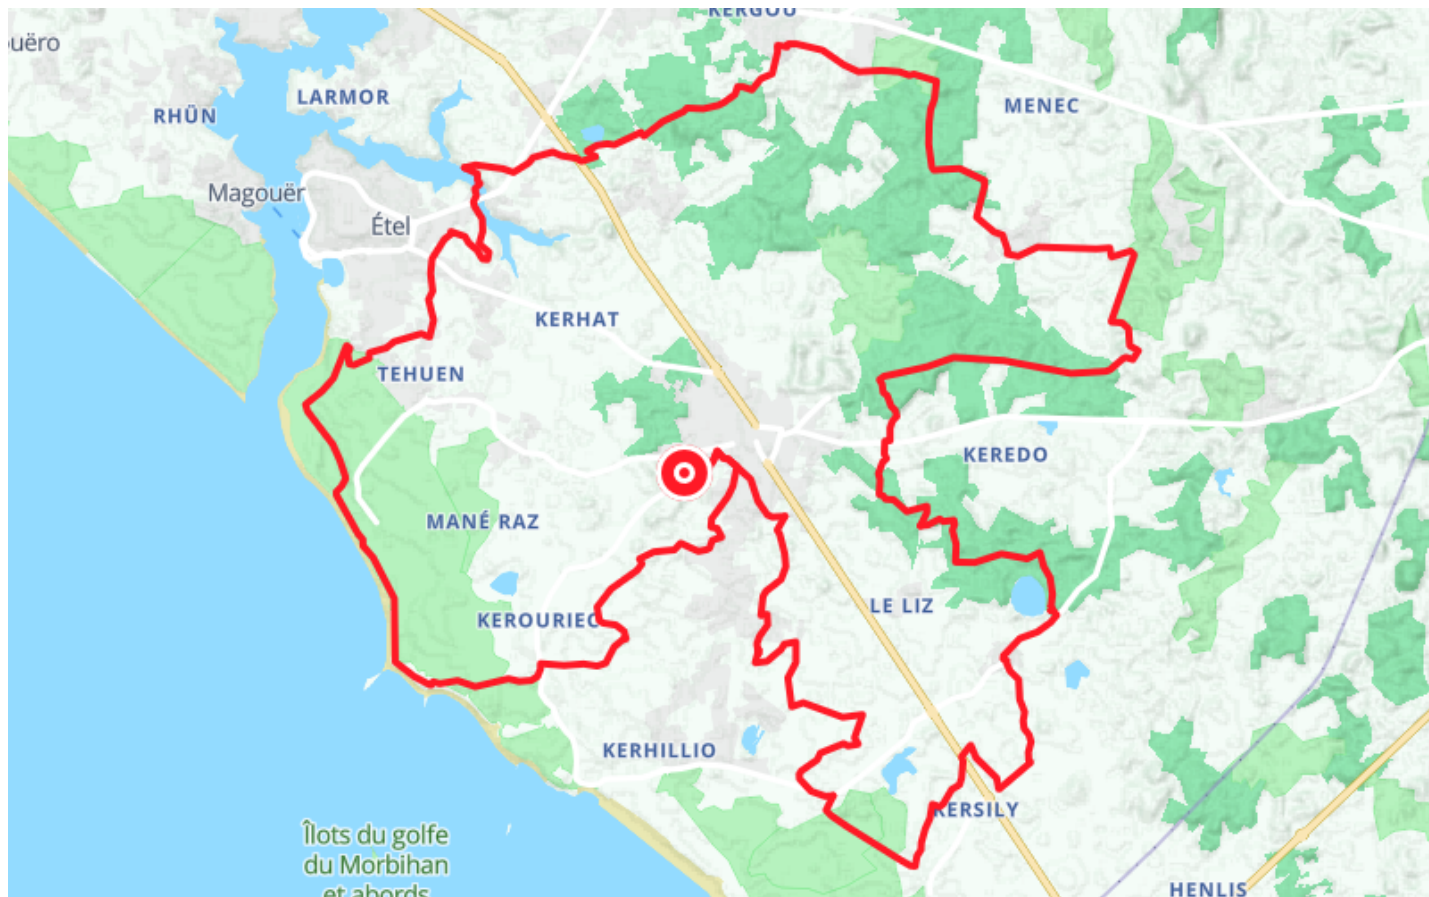 KERGOU
ouëro
LARMOR
RHÜN
MENEC
Magouër
Étel
KERHAT
TEHUEN
KEREDO
MANÉ RAZ
LE LIZ
KEROURIEC
KERHILLIO
KERSILY
Îlots du golfe
du Morbihan
et abords
HENLIS